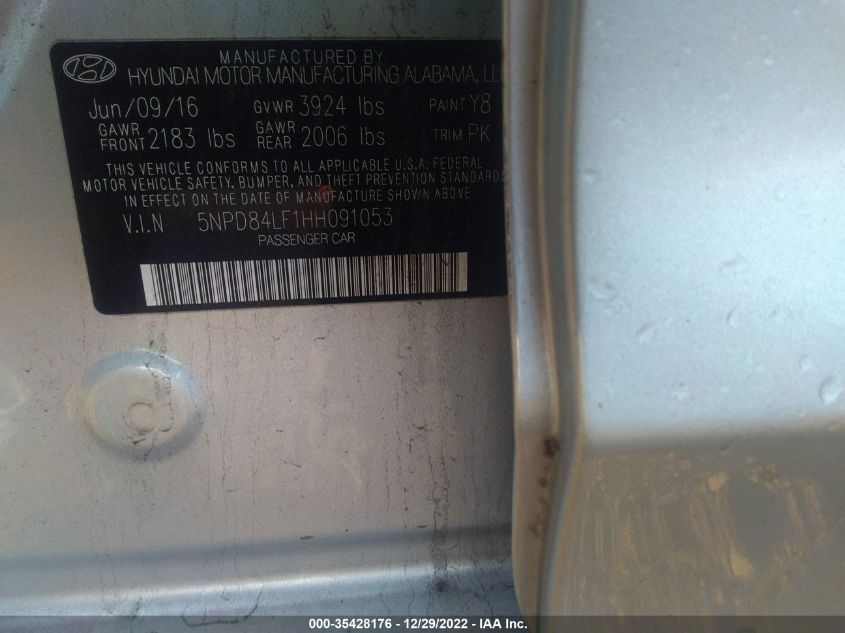 MANUFACTURED BY
HYUNDAI MOTOR MANUFACTURING ALABAMA, LLC
Jun/09/16 GVWR 3924 lbs PAINT Y8
GAWR FRONT 2183 lbs GAWR REAR 2006 lbs TRIM PK
THIS VEHICLE CONFORMS TO ALL APPLICABLE U.S.A. FEDERAL
MOTOR VEHICLE SAFETY, BUMPER, AND THEFT PREVENTION STANDARDS
IN EFFECT ON THE DATE OF MANUFACTURE SHOWN ABOVE
V.I.N 5NPD84LF1HH091053
PASSENGER CAR
000-35428176 - 12/29/2022 - IAA Inc.